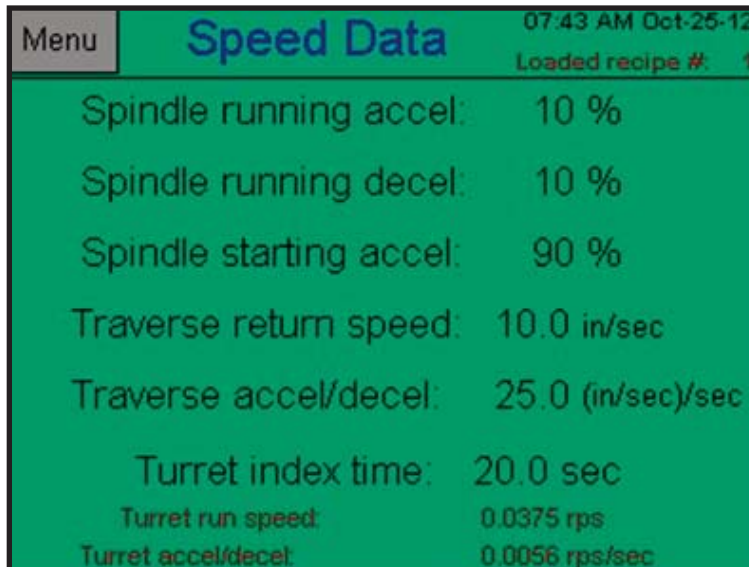 Menu
Speed Data
07:43 AM Oct-25-12
Loaded recipe #:
Spindle running accel: 10 %
Spindle running decel: 10 %
Spindle starting accel: 90 %
Traverse return speed: 10.0 in/sec
Traverse accel/decel: 25.0 (in/sec)/sec
Turret index time: 20.0 sec
Turret run speed: 0.0375 rps
Turret accel/decel: 0.0056 rps/sec